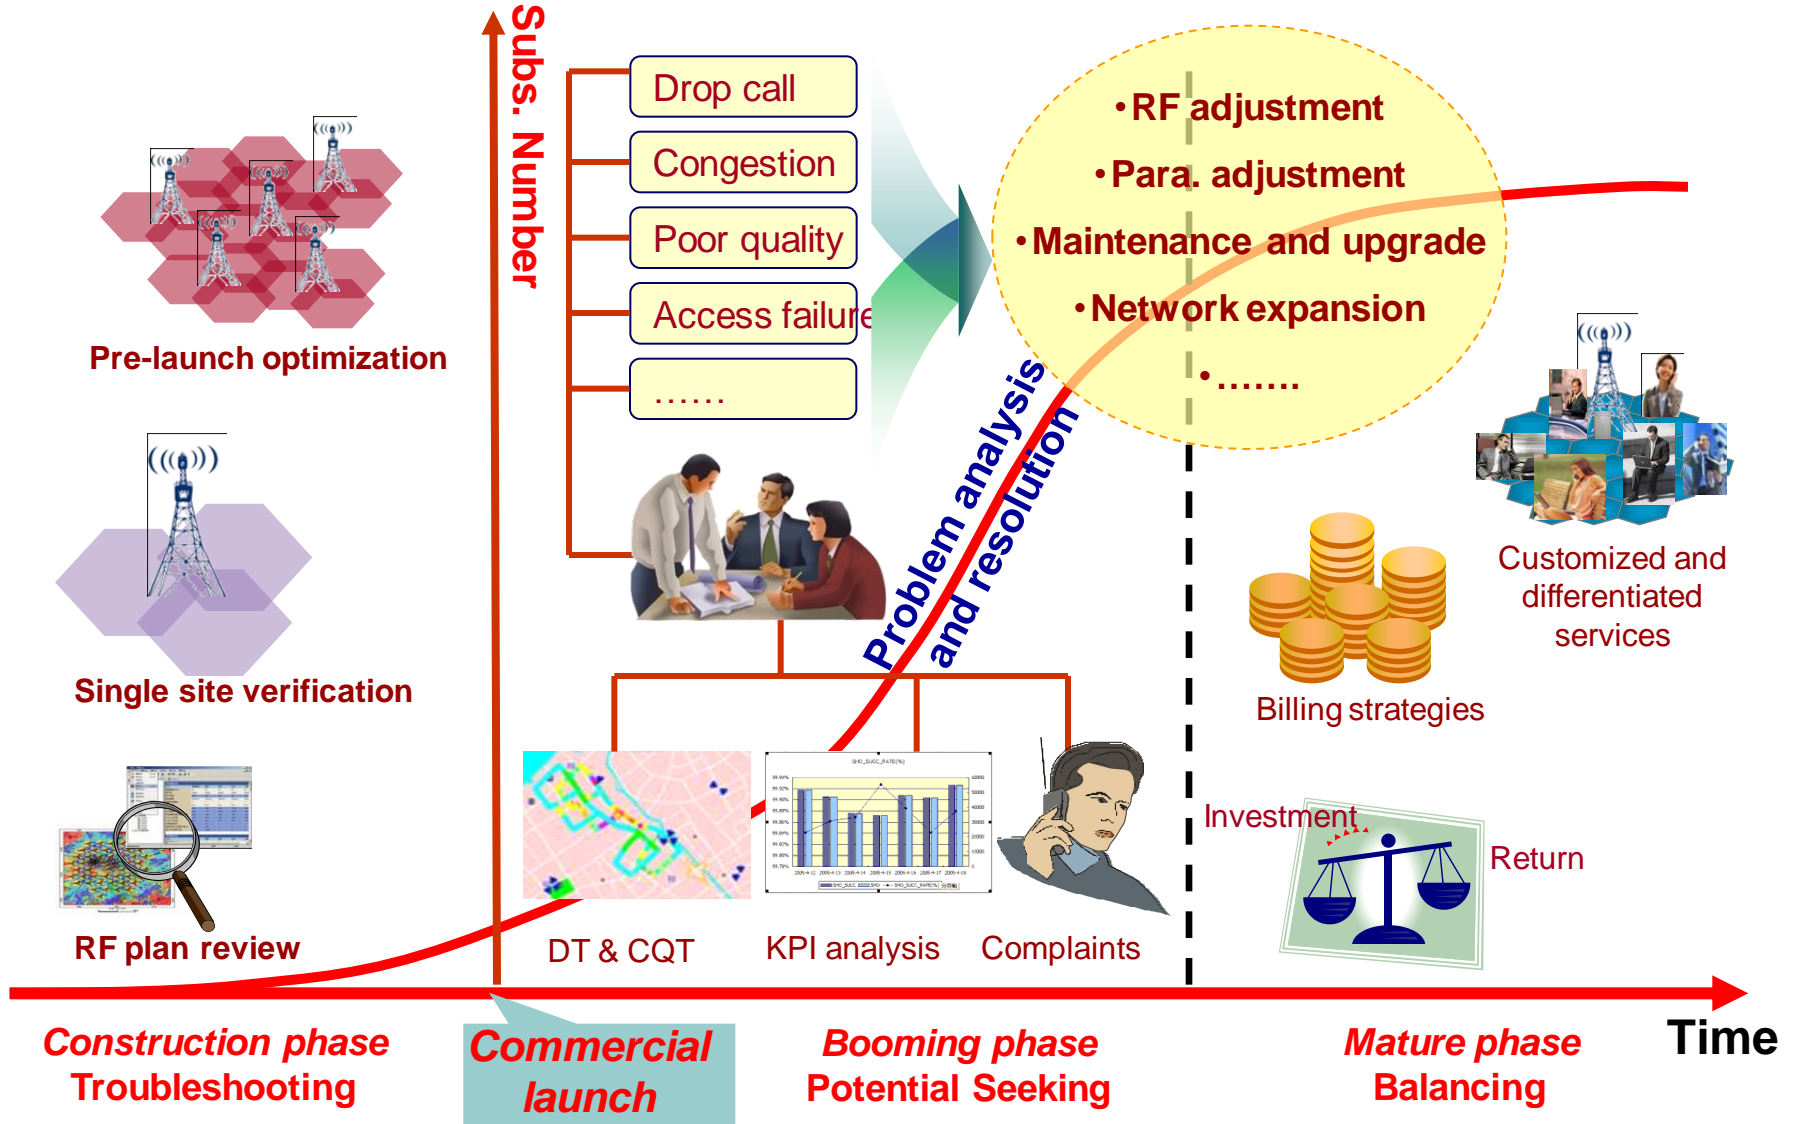 Subs. Number
Drop call
Congestion
Poor quality
Access failure
......
•RF adjustment
•Para. adjustment
•Maintenance and upgrade
•Network expansion
•.......
Pre-launch optimization
Single site verification
RF plan review
Problem analysis
and resolution
DT & CQT
SHO_SUCC_RATE(%)
KPI analysis
Complaints
Customized and
differentiated
services
Billing strategies
Investment
Return
Construction phase
Troubleshooting
Commercial
launch
Booming phase
Potential Seeking
Mature phase
Balancing
Time